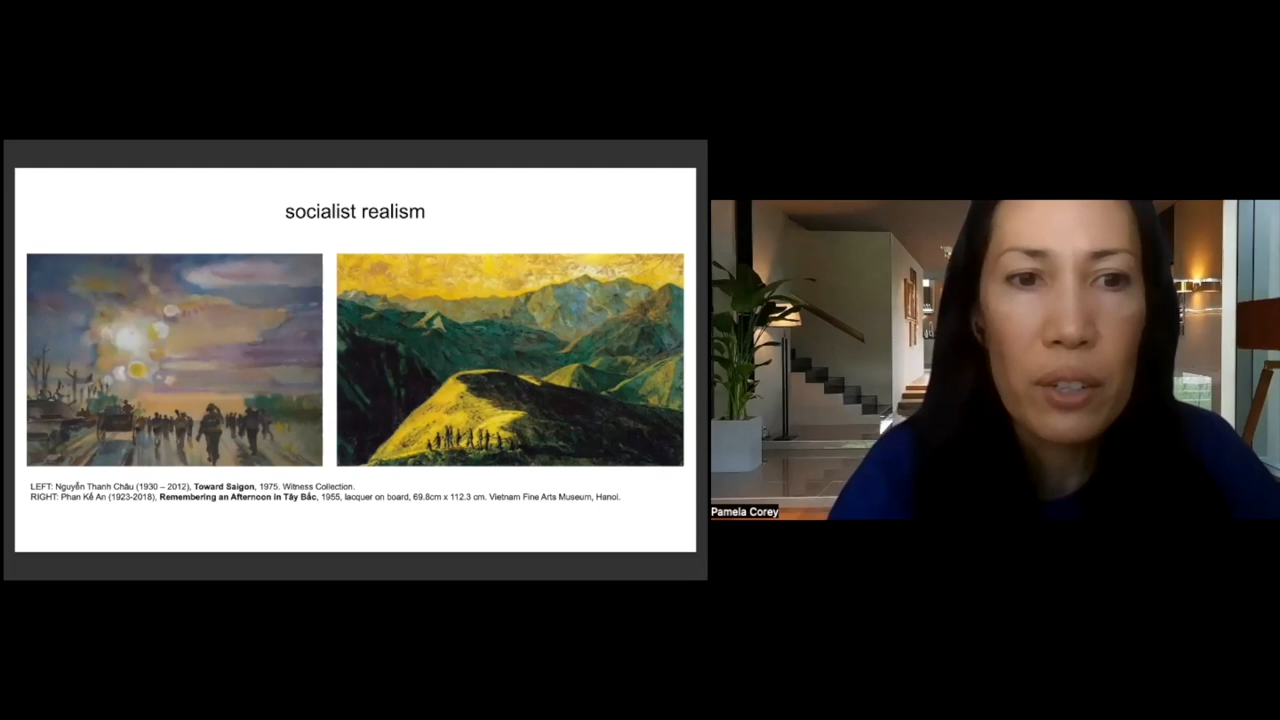 socialist realism
LEFT: Nguyễn Thanh Châu (1930 – 2012), Toward Saigon, 1975. Witness Collection.
RIGHT: Phan Kế An (1923-2018), Remembering an Afternoon in Tây Bắc, 1955, lacquer on board, 69.8cm x 112.3 cm. Vietnam Fine Arts Museum, Hanoi.
Pamela Corey